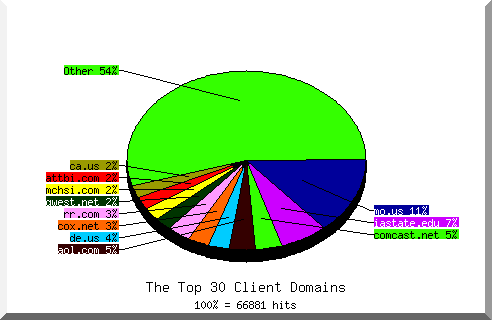 Other 54%
ca.us 2%
attbi.com 2%
mchsi.com 2%
qwest.net 2%
rr.com 3%
cox.net 3%
de.us 4%
aol.com 5%
mo.us 11%
iastate.edu 7%
comcast.net 5%
The Top 30 Client Domains
100% = 66881 hits